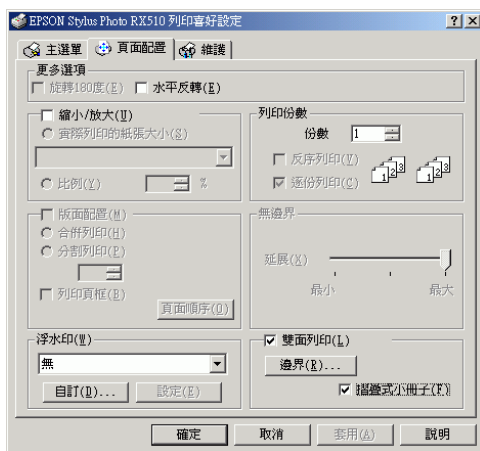 EPSON Stylus Photo RX510 列印喜好設定
主選單 頁面配置 維護
更多選項
旋轉180度(E) 水平反轉(E)
縮小/放大(U)
實際列印的紙張大小(S)
比例(Y) %
列印份數
份數 1
反序列印(V)
逐份列印(C)
1 2 3 1 2 3
版面配置(M)
合併列印(H)
分割列印(P)
列印頁框(B)
頁面順序(O)
無邊界
延展(X)
最小 最大
浮水印(W)
無
自訂(D)... 設定(E)
雙面列印(L)
邊界(R)...
摺疊式小冊子(F)
確定 取消 套用(A) 說明